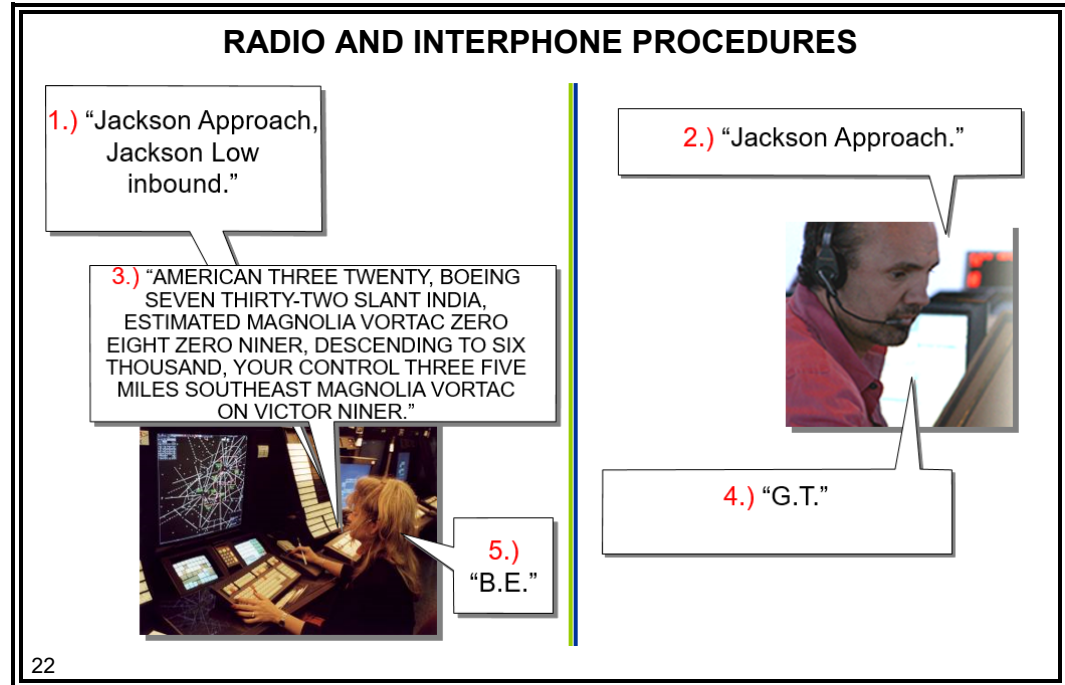 RADIO AND INTERPHONE PROCEDURES
1.) “Jackson Approach,
Jackson Low
inbound.”
2.) “Jackson Approach.”
3.) “AMERICAN THREE TWENTY, BOEING
SEVEN THIRTY-TWO SLANT INDIA,
ESTIMATED MAGNOLIA VORTAC ZERO
EIGHT ZERO NINER, DESCENDING TO SIX
THOUSAND, YOUR CONTROL THREE FIVE
MILES SOUTHEAST MAGNOLIA VORTAC
ON VICTOR NINER.”
4.) “G.T.”
5.)
“B.E.”
22